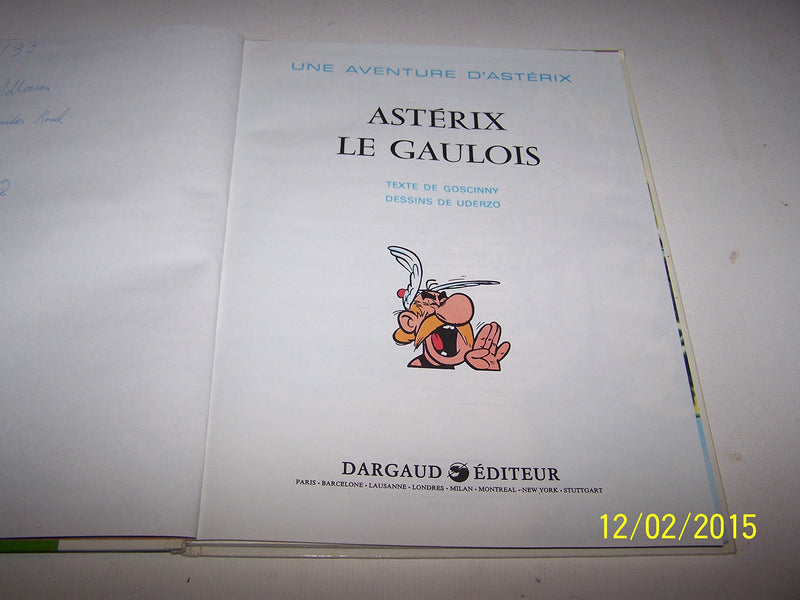 UNE AVENTURE D'ASTÉRIX
ASTÉRIX
LE GAULOIS
TEXTE DE GOSCINNY
DESSINS DE UDERZO
DARGAUD ÉDITEUR
PARIS • BARCELONE • LAUSANNE • LONDRES • MILAN • MONTREAL • NEW YORK • STUTTGART
12/02/2015